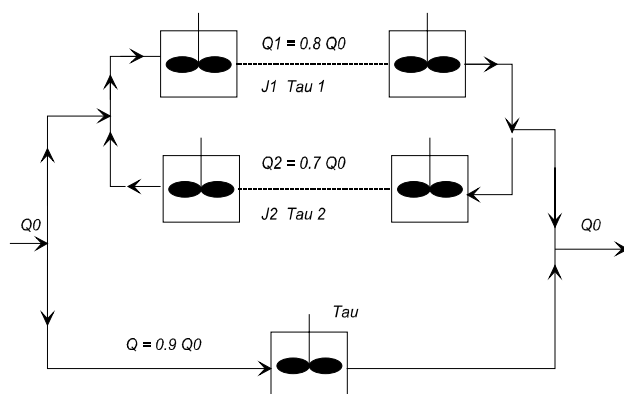 Q1 = 0.8 Q0
J1 Tau 1
Q2 = 0.7 Q0
J2 Tau 2
Q0
Q0
Tau
Q = 0.9 Q0